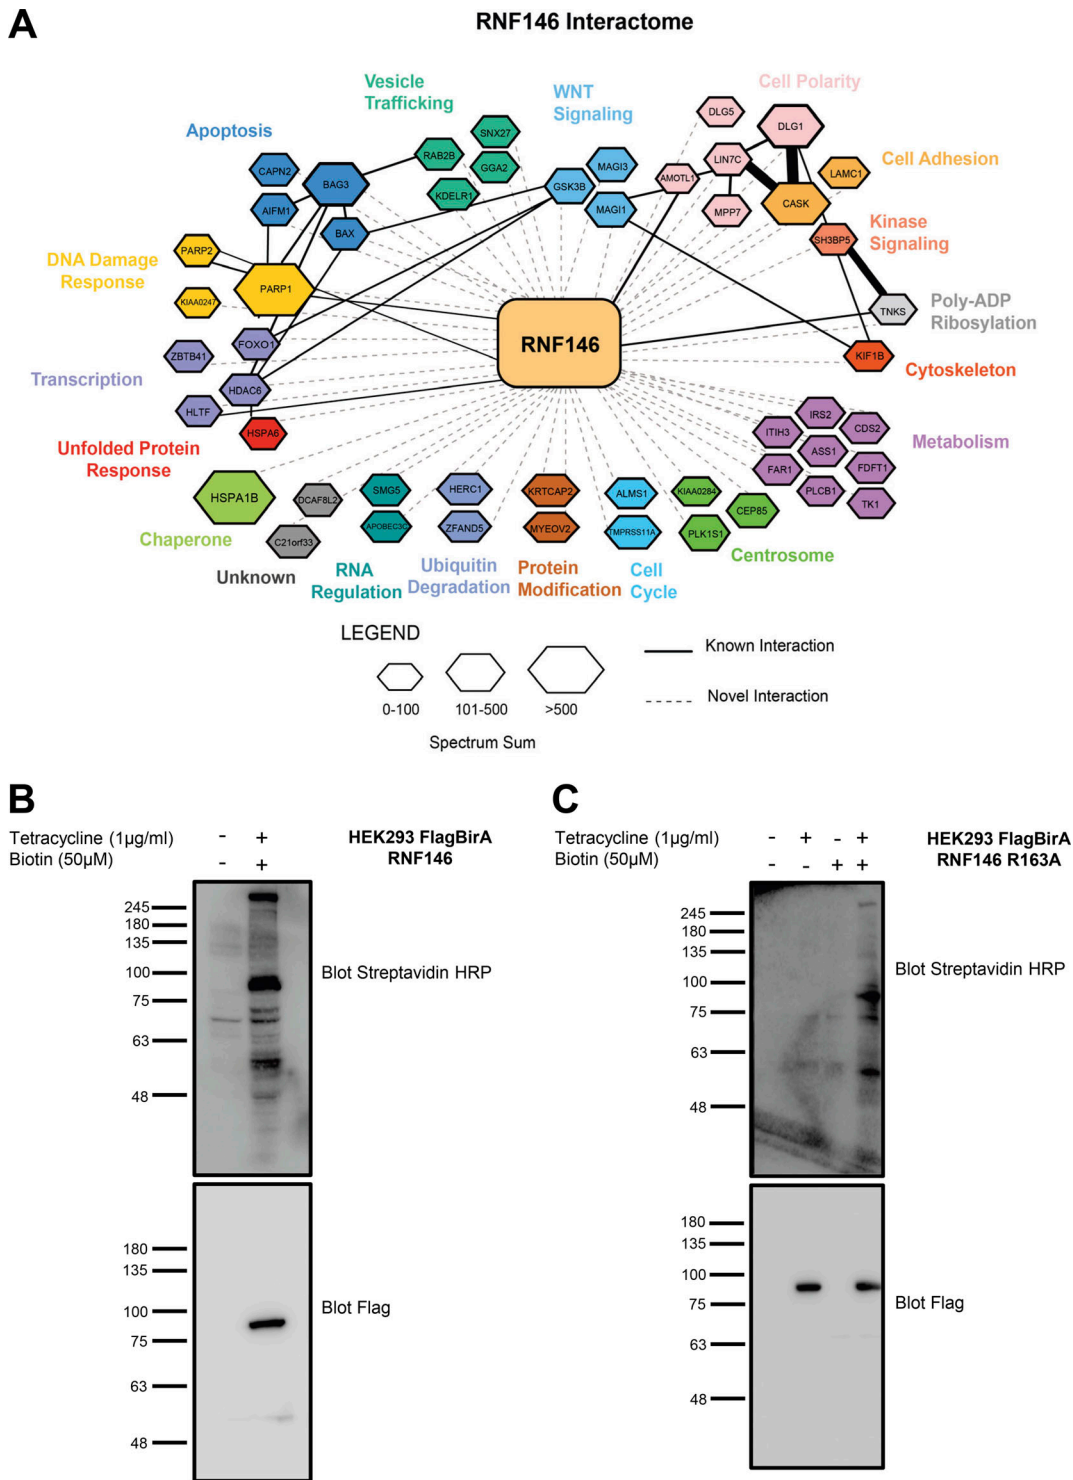 A
RNF146 Interactome
Vesicle
Trafficking
WNT
Signaling
Cell Polarity
Apoptosis
Cell Adhesion
Kinase
Signaling
DNA Damage
Response
Poly-ADP
Ribosylation
Transcription
Cytoskeleton
Unfolded Protein
Response
Metabolism
Chaperone
Unknown
RNA
Regulation
Ubiquitin
Degradation
Protein
Modification
Cell
Cycle
Centrosome
CAPN2
BAG3
AIFM1
BAX
RAB2B
SNX27
GGA2
KDELR1
GSK3B
MAGI3
MAGI1
DLG5
DLG1
LIN7C
AMOTL1
MPP7
CASK
LAMC1
SH3BP5
TNKS
KIF1B
PARP2
PARP1
KIAA0247
FOXO1
ZBTB41
HDAC6
HLTF
HSPA6
RNF146
HSPA1B
DCAF8L2
C21orf33
SMG5
APOBEC3C
HERC1
ZFAND5
KRTCAP2
MYEOV2
ALMS1
TMPRSS11A
KIAA0284
CEP85
PLK1S1
IRS2
ITIH3
CDS2
ASS1
FAR1
FDFT1
PLCB1
TK1
LEGEND
0-100
101-500
>500
Spectrum Sum
Known Interaction
Novel Interaction
B
Tetracycline (1µg/ml) - +
Biotin (50µM) - +
HEK293 FlagBirA
RNF146
245
180
135
100
75
63
48
Blot Streptavidin HRP
180
135
100
75
63
48
Blot Flag
C
Tetracycline (1µg/ml) - + - +
Biotin (50µM) - - + +
HEK293 FlagBirA
RNF146 R163A
245
180
135
100
75
63
48
Blot Streptavidin HRP
180
135
100
75
63
48
Blot Flag